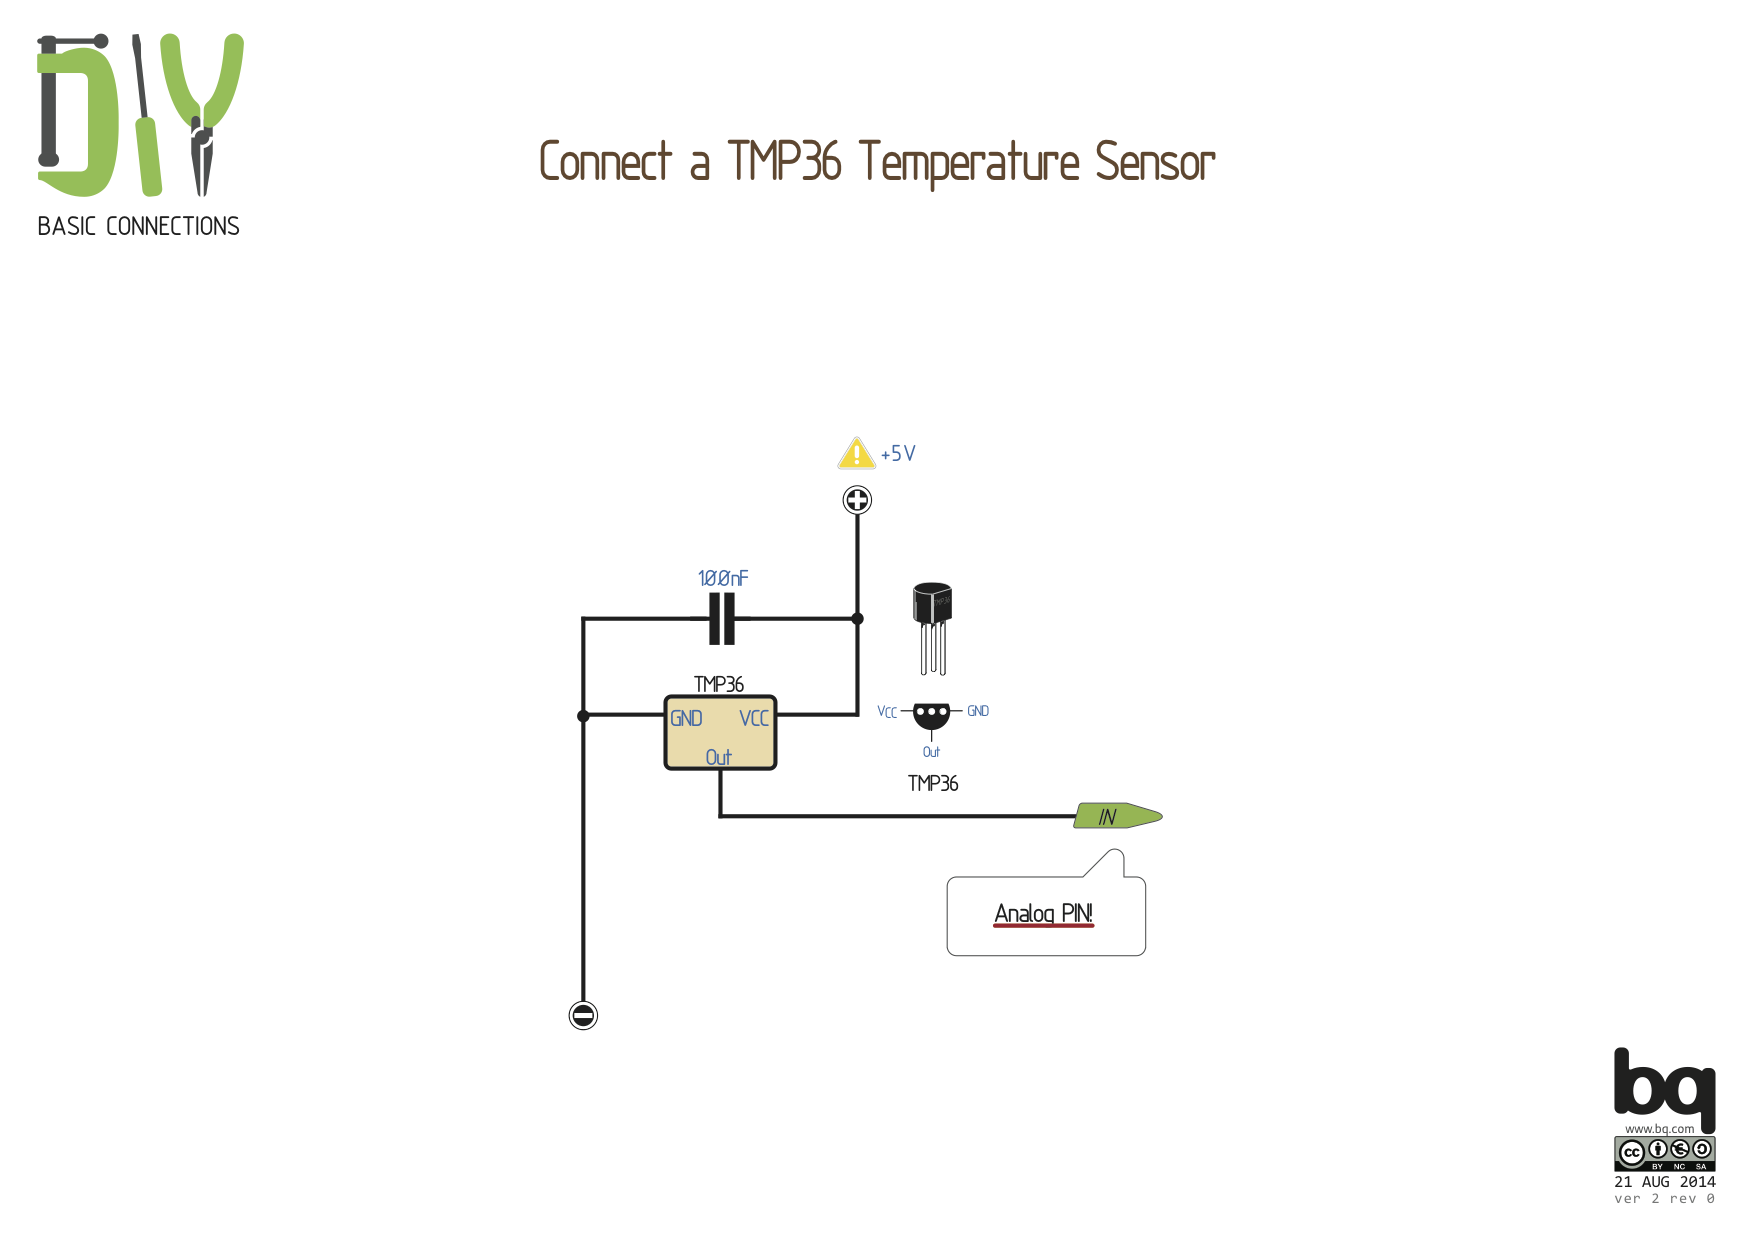 DIY
BASIC CONNECTIONS
Connect a TMP36 Temperature Sensor
+5V
100nF
TMP36
TMP36
GND VCC
Out
VCC GND
Out
TMP36
IN
Analog PIN!
bq
www.bq.com
cc
BY NC SA
21 AUG 2014
ver 2 rev 0